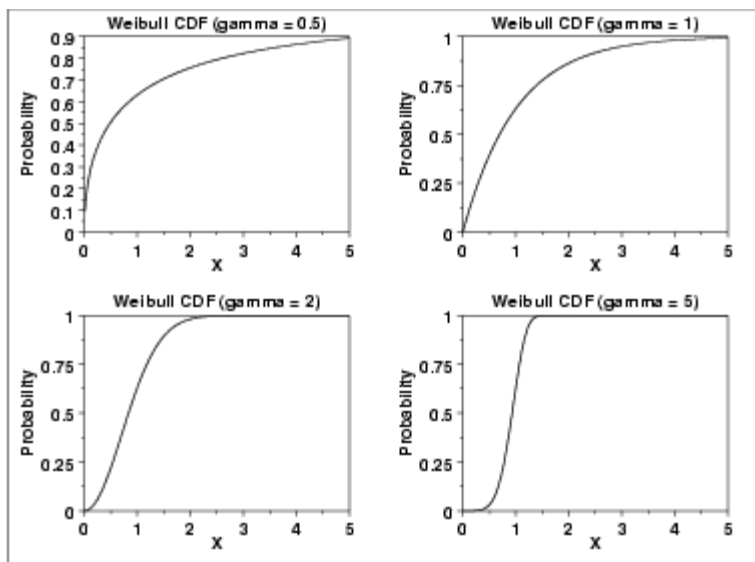 Weibull CDF (gamma = 0.5)
Probability
0.9
0.8
0.7
0.6
0.5
0.4
0.3
0.2
0.1
0
0 1 2 3 4 5
X
Weibull CDF (gamma = 1)
Probability
1
0.75
0.5
0.25
0
0 1 2 3 4 5
X
Weibull CDF (gamma = 2)
Probability
1
0.75
0.5
0.25
0
0 1 2 3 4 5
X
Weibull CDF (gamma = 5)
Probability
1
0.75
0.5
0.25
0
0 1 2 3 4 5
X